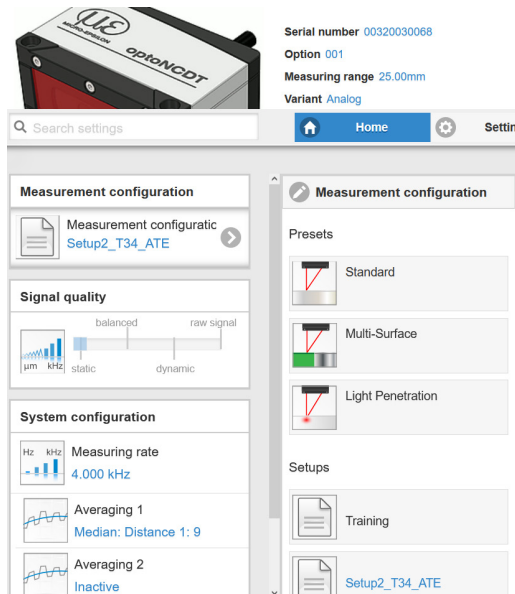 µE
MICRO-EPSILON
optoNCDT
Serial number 00320030068
Option 001
Measuring range 25.00mm
Variant Analog
Search settings
Home
Settin
Measurement configuration
Measurement configuratic
Setup2_T34_ATE
Signal quality
balanced
raw signal
µm kHz
static
dynamic
System configuration
Hz kHz
Measuring rate
4.000 kHz
Averaging 1
Median: Distance 1: 9
Averaging 2
Inactive
Measurement configuration
Presets
Standard
Multi-Surface
Light Penetration
Setups
Training
Setup2_T34_ATE